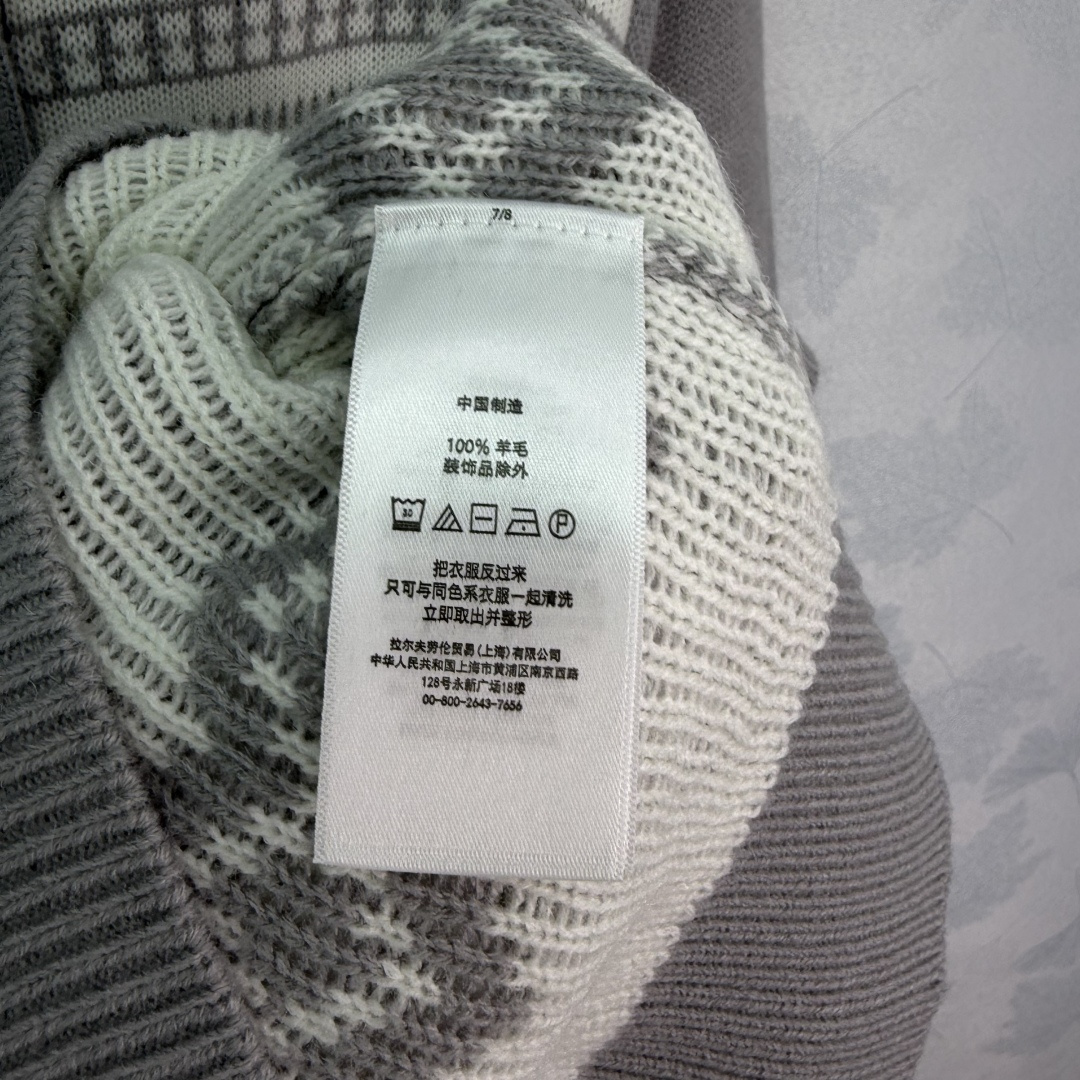 7/8
中国制造
100% 羊毛
装饰品除外
30
P
把衣服反过来
只可与同色系衣服一起清洗
立即取出并整形
拉尔夫劳伦贸易(上海)有限公司
中华人民共和国上海市黄浦区南京西路
128号永新广场18楼
00-800-2643-7656